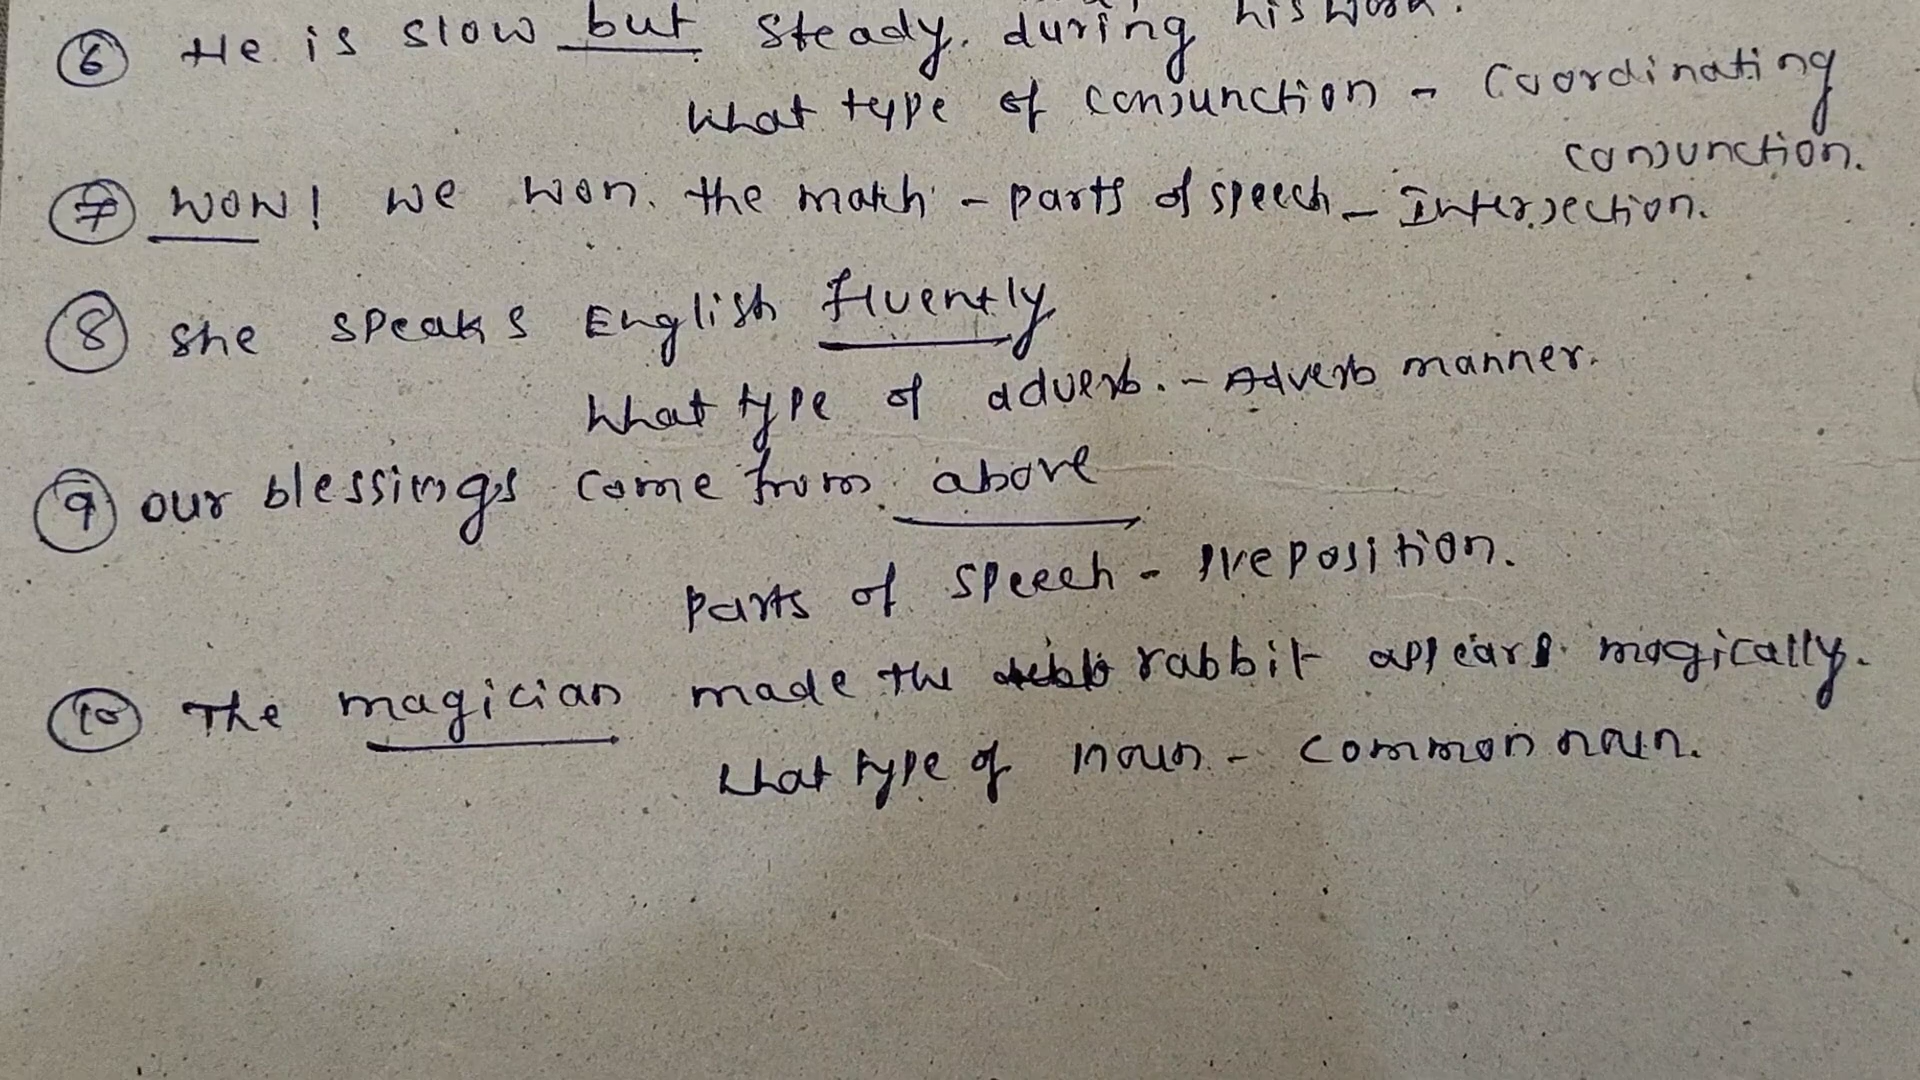 6 He is slow but steady. during his work.
What type of conjunction - Coordinating
conjunction.
7 WOW! we won. the match - parts of speech - Interjection.
8 she speaks English fluently
What type of adverb. - Adverb manner.
9 our blessings come from above
parts of speech - preposition.
10 The magician made the rabbit appears magically.
What type of noun - common noun.